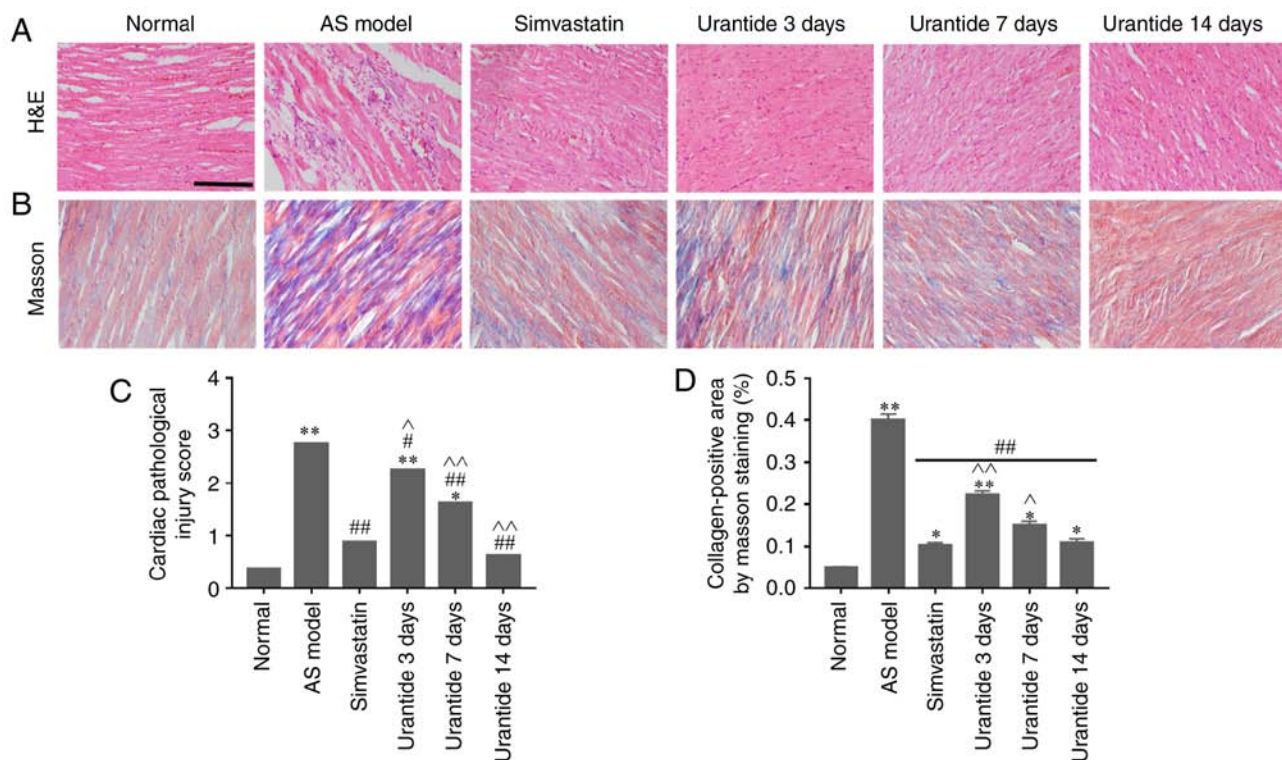 A
Normal
AS model
Simvastatin
Urantide 3 days
Urantide 7 days
Urantide 14 days
H&E
B
Masson
C
Cardiac pathological
injury score
4
3
2
1
0
**
##
^
#
**
^^
##
*
^^
##
Normal
AS model
Simvastatin
Urantide 3 days
Urantide 7 days
Urantide 14 days
D
Collagen-positive area
by masson staining (%)
0.5
0.4
0.3
0.2
0.1
0.0
**
##
*
^^
**
^
*
*
Normal
AS model
Simvastatin
Urantide 3 days
Urantide 7 days
Urantide 14 days